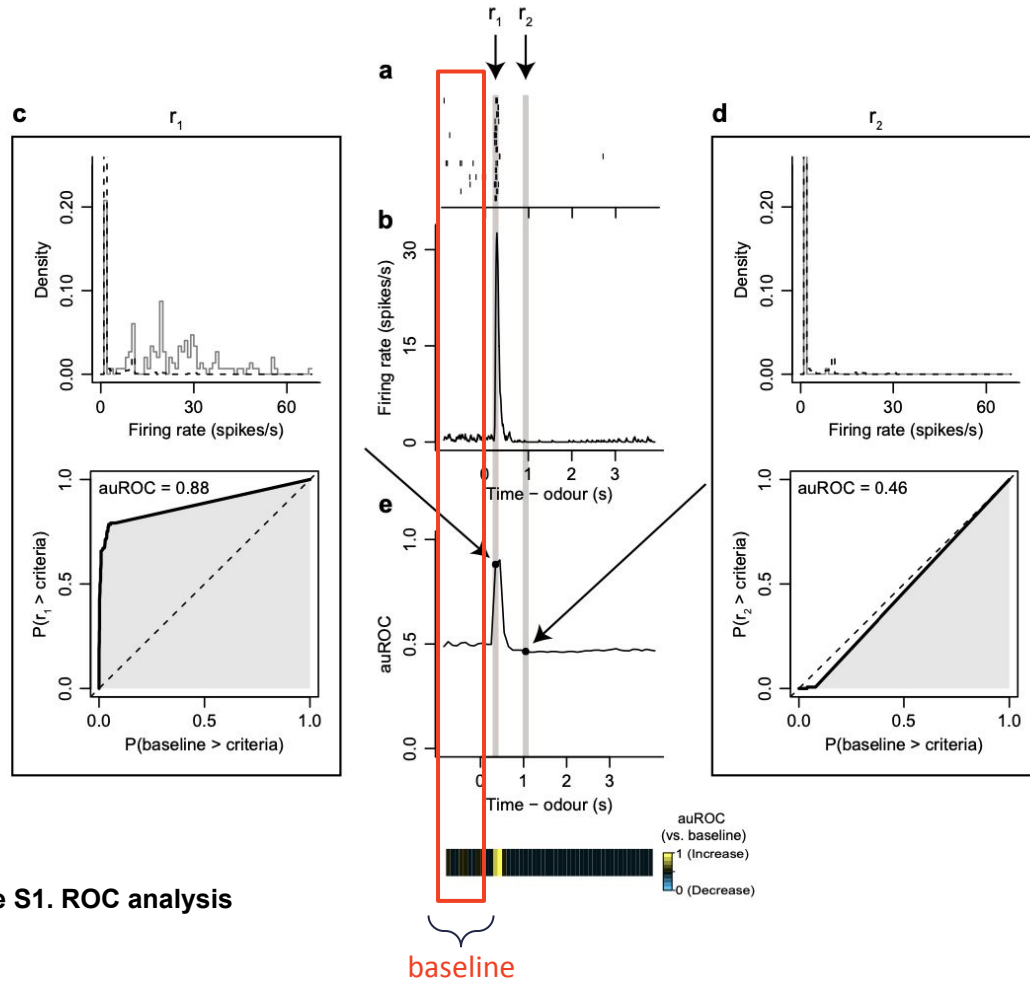 r1 r2
a
c
r1
d
r2
0.20
0.10
0.00
Density
0 30 60
Firing rate (spikes/s)
b
30
15
0
Firing rate (spikes/s)
0 1 2 3
Time – odour (s)
0.20
0.10
0.00
Density
0 30 60
Firing rate (spikes/s)
auROC = 0.88
1.0
0.5
0.0
P(r1 > criteria)
0.0 0.5 1.0
P(baseline > criteria)
e
1.0
0.5
0.0
auROC
0 1 2 3
Time – odour (s)
auROC = 0.46
1.0
0.5
0.0
P(r2 > criteria)
0.0 0.5 1.0
P(baseline > criteria)
auROC
(vs. baseline)
1 (Increase)
0 (Decrease)
e S1. ROC analysis
baseline